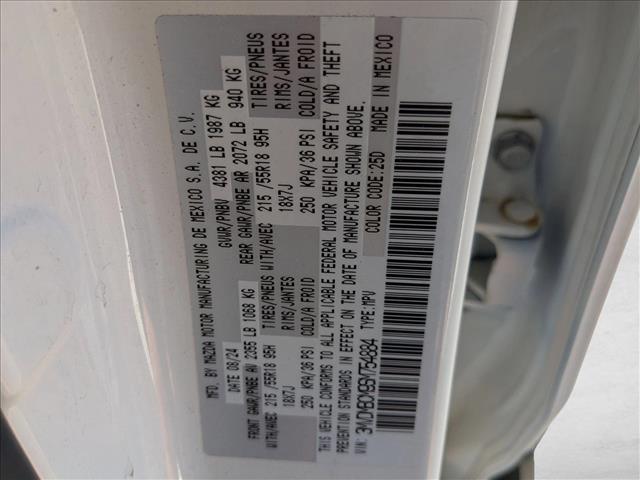 MFD. BY MAZDA MOTOR MANUFACTURING DE MEXICO S.A. DE C.V.
DATE 08/24 GVWR/PNBV 4381 LB 1987 KG
FRONT GAWR/PNBE AV 2355 LB 1068 KG REAR GAWR/PNBE AR 2072 LB 940 KG
WITH/AVEC 215 /55R18 95H TIRES/PNEUS WITH/AVEC 215 /55R18 95H TIRES/PNEUS
18X7J RIMS/JANTES 18X7J RIMS/JANTES
250 KPA/36 PSI COLD/A FROID 250 KPA/36 PSI COLD/A FROID
THIS VEHICLE CONFORMS TO ALL APPLICABLE FEDERAL MOTOR VEHICLE SAFETY AND THEFT
PREVENTION STANDARDS IN EFFECT ON THE DATE OF MANUFACTURE SHOWN ABOVE.
VIN: TYPE:MPV COLOR CODE:25D MADE IN MEXICO